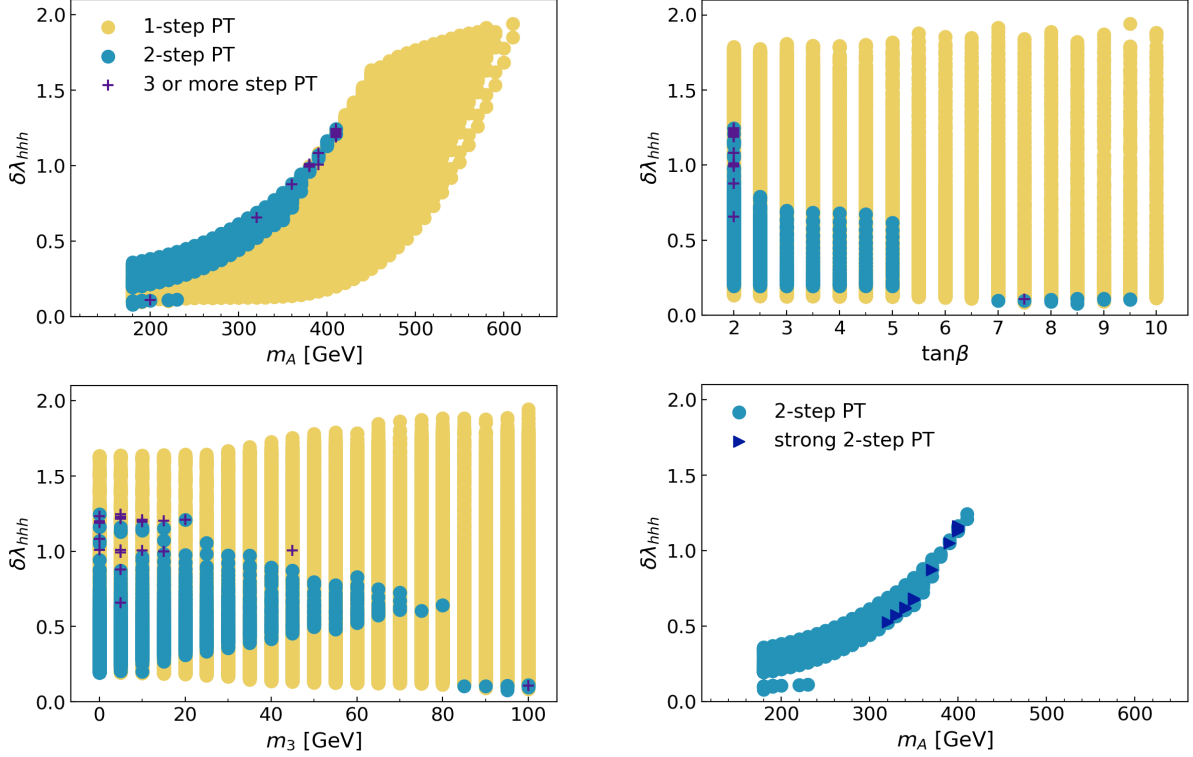 2.0
1.5
1.0
0.5
0.0
δλhhh
1-step PT
2-step PT
3 or more step PT
200 300 400 500 600
mA [GeV]
2.0
1.5
1.0
0.5
0.0
δλhhh
2 3 4 5 6 7 8 9 10
tanβ
2.0
1.5
1.0
0.5
0.0
δλhhh
0 20 40 60 80 100
m3 [GeV]
2.0
1.5
1.0
0.5
0.0
δλhhh
2-step PT
strong 2-step PT
200 300 400 500 600
mA [GeV]